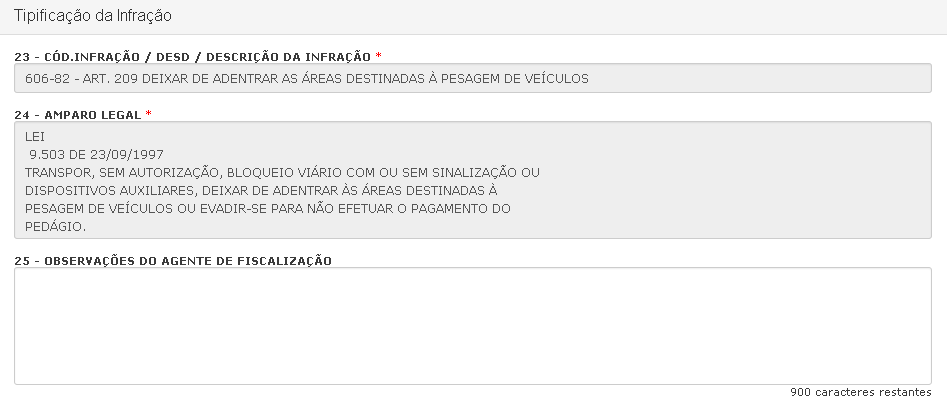 Tipificação da Infração
23 - CÓD.INFRAÇÃO / DESD / DESCRIÇÃO DA INFRAÇÃO *
606-82 - ART. 209 DEIXAR DE ADENTRAR AS ÁREAS DESTINADAS À PESAGEM DE VEÍCULOS
24 - AMPARO LEGAL *
LEI
9.503 DE 23/09/1997
TRANSPOR, SEM AUTORIZAÇÃO, BLOQUEIO VIÁRIO COM OU SEM SINALIZAÇÃO OU
DISPOSITIVOS AUXILIARES, DEIXAR DE ADENTRAR ÀS ÁREAS DESTINADAS À
PESAGEM DE VEÍCULOS OU EVADIR-SE PARA NÃO EFETUAR O PAGAMENTO DO
PEDÁGIO.
25 - OBSERVAÇÕES DO AGENTE DE FISCALIZAÇÃO
900 caracteres restantes